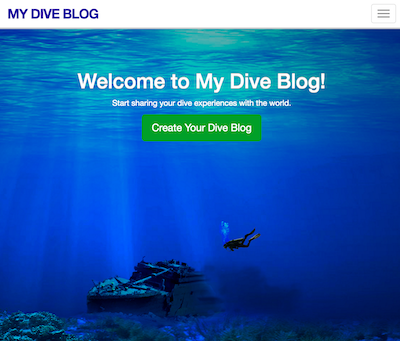 MY DIVE BLOG
Welcome to My Dive Blog!
Start sharing your dive experiences with the world.
Create Your Dive Blog